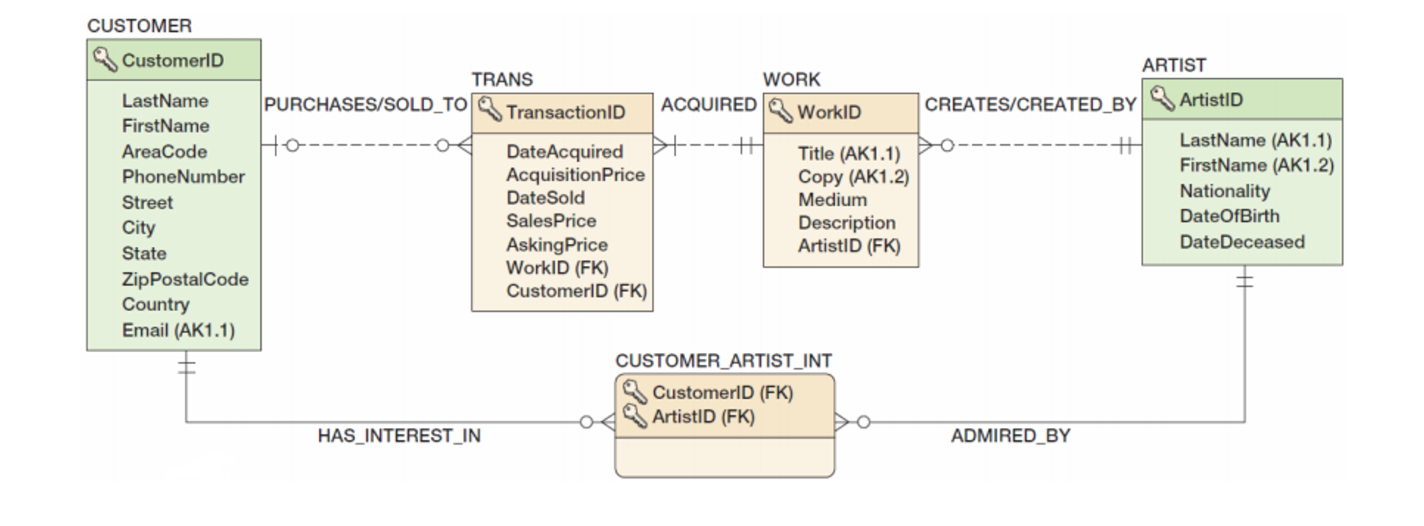 CUSTOMER
CustomerID
LastName
FirstName
AreaCode
PhoneNumber
Street
City
State
ZipPostalCode
Country
Email (AK1.1)
PURCHASES/SOLD_TO
TRANS
TransactionID
DateAcquired
AcquisitionPrice
DateSold
SalesPrice
AskingPrice
WorkID (FK)
CustomerID (FK)
ACQUIRED
WORK
WorkID
Title (AK1.1)
Copy (AK1.2)
Medium
Description
ArtistID (FK)
CREATES/CREATED_BY
ARTIST
ArtistID
LastName (AK1.1)
FirstName (AK1.2)
Nationality
DateOfBirth
DateDeceased
CUSTOMER_ARTIST_INT
CustomerID (FK)
ArtistID (FK)
HAS_INTEREST_IN
ADMIRED_BY